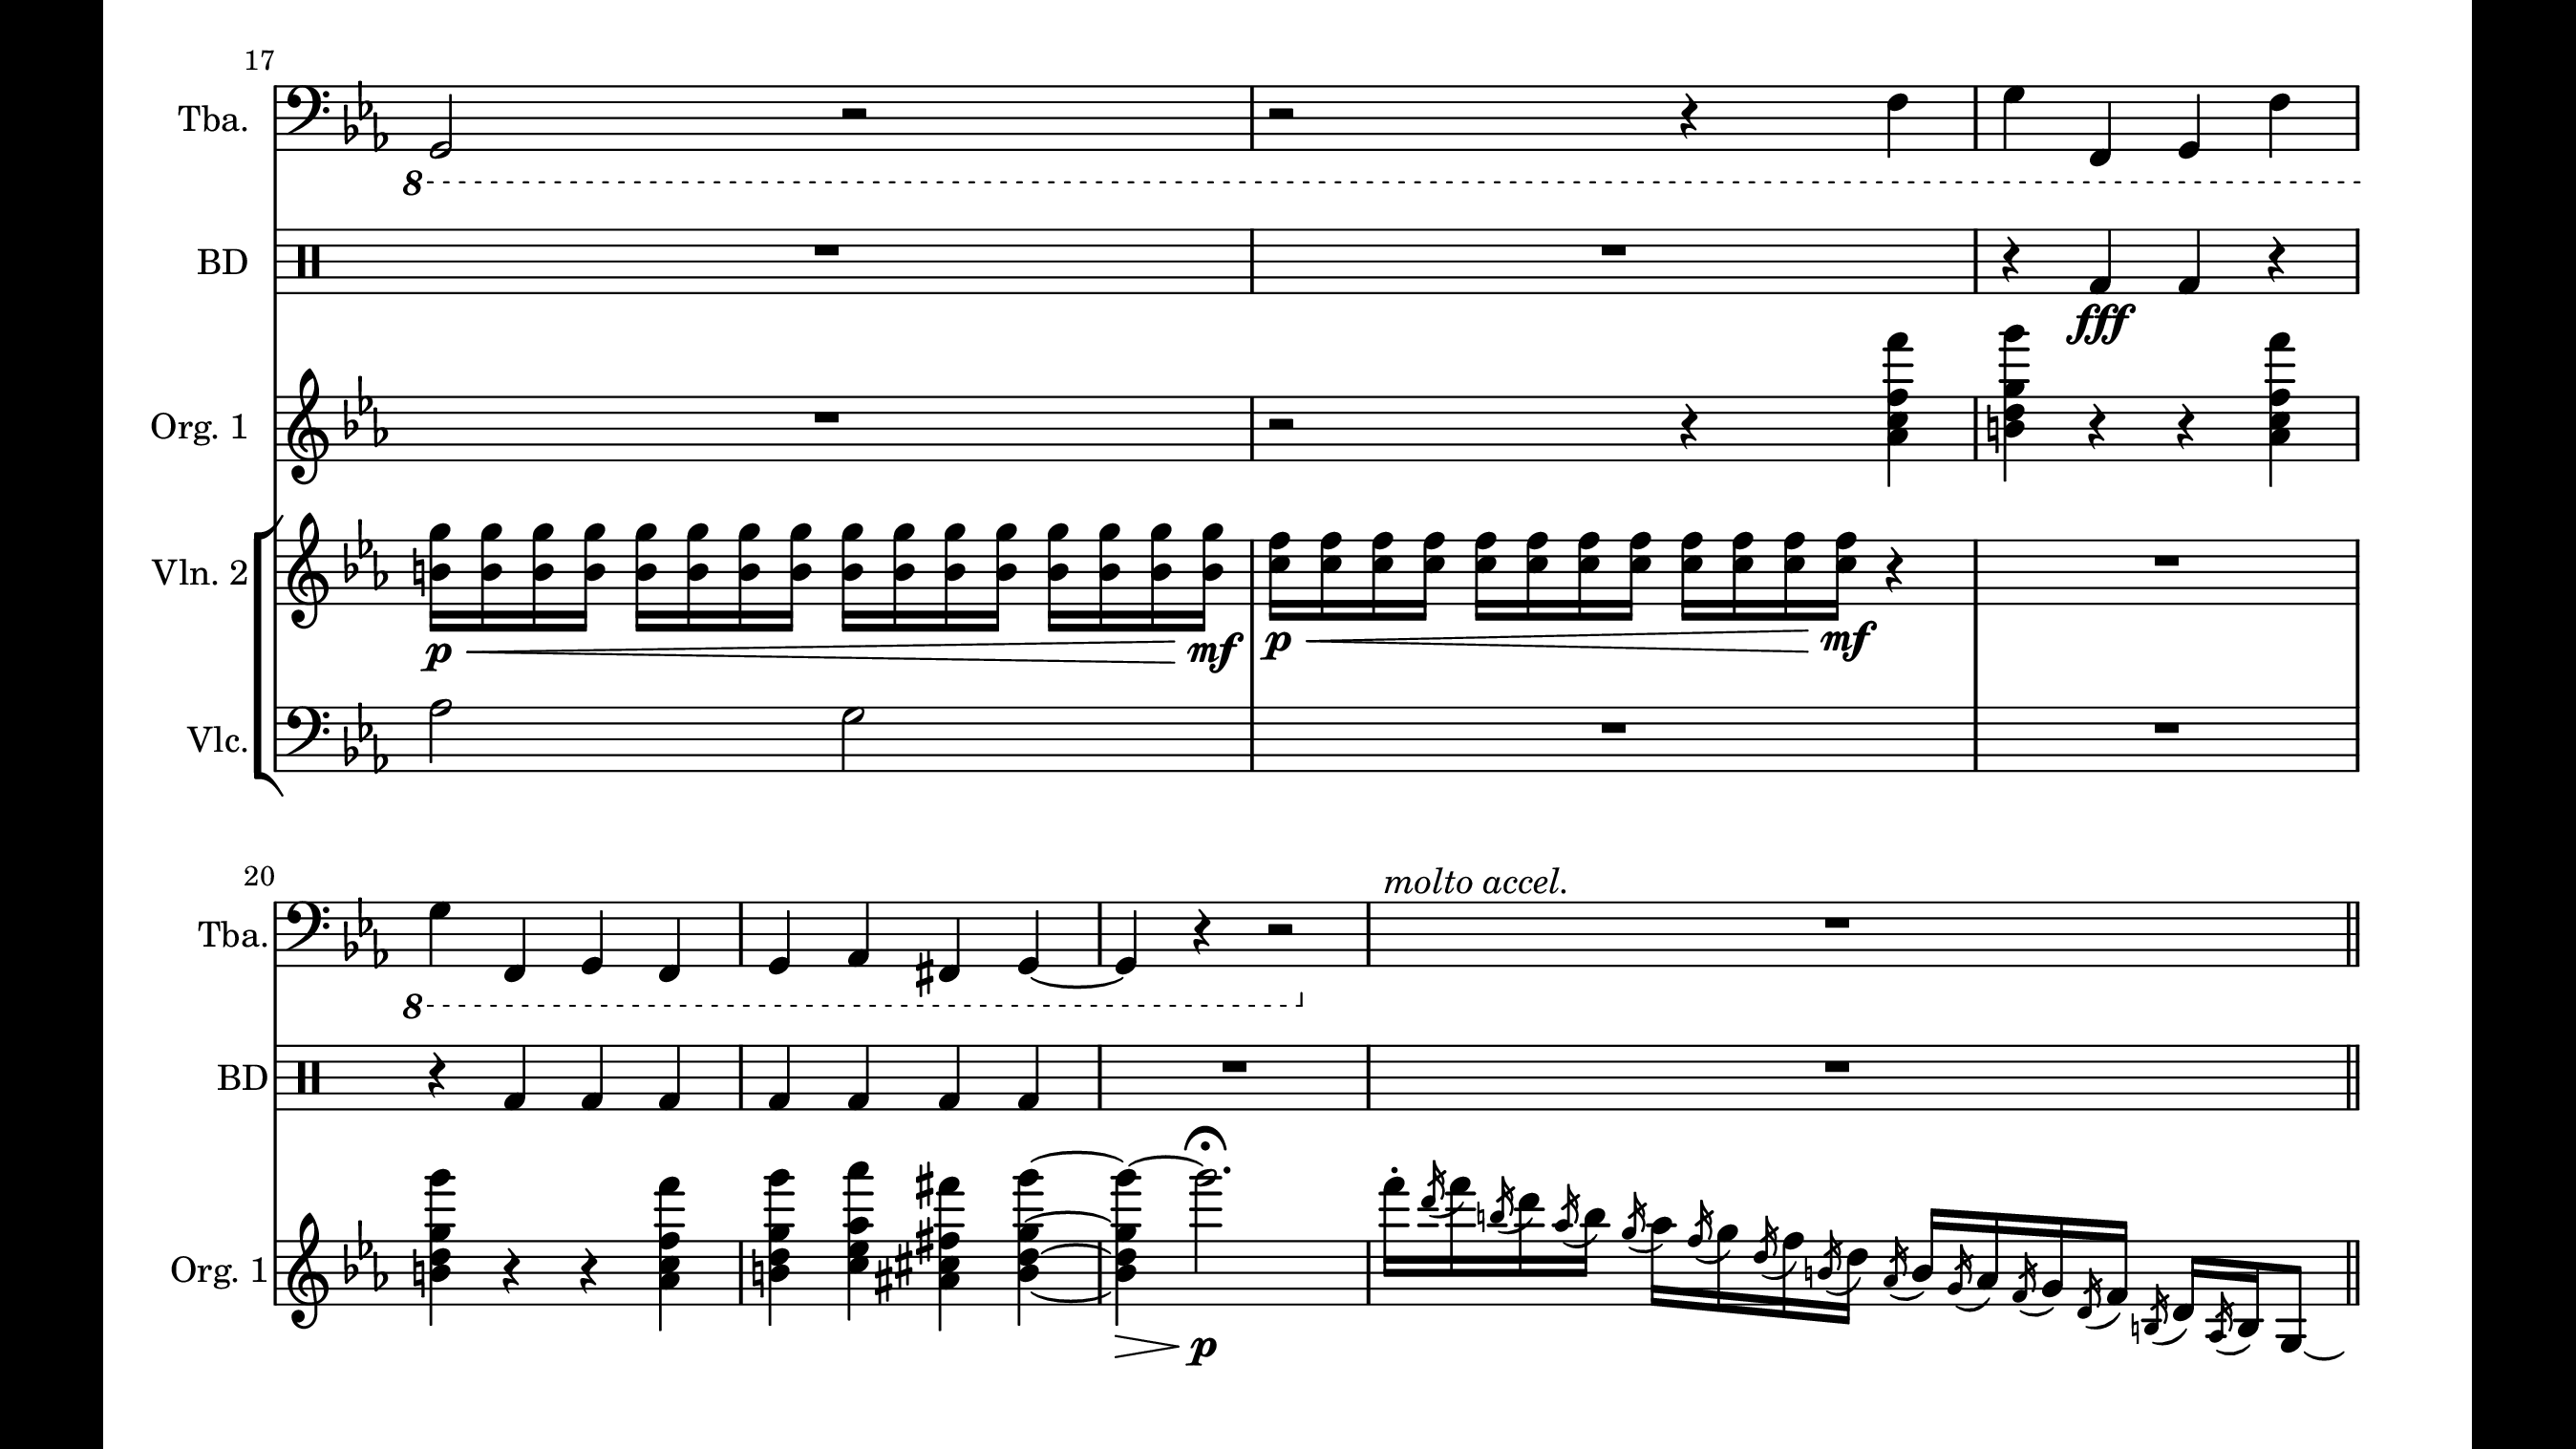 17
Tba.
8
BD
fff
Org. 1
Vln. 2
p mf p mf
Vlc.
20
molto accel.
Tba.
8
BD
Org. 1
p